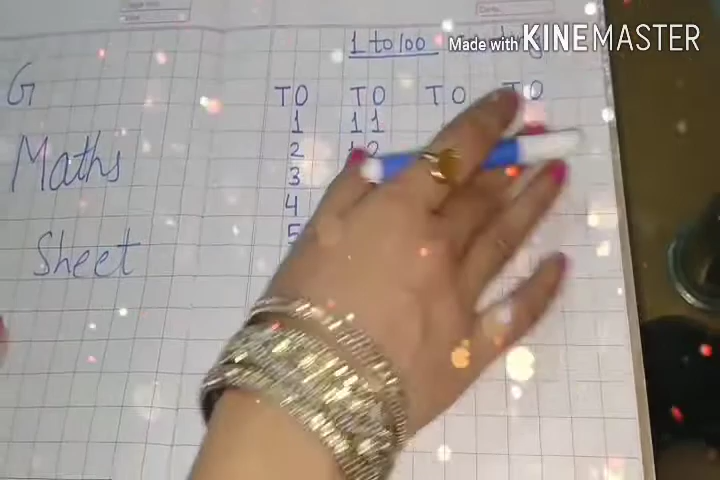 Made with KINEMASTER
1 to 100
G
Maths
Sheet
TO TO TO TO
1 11
2
3
4
5